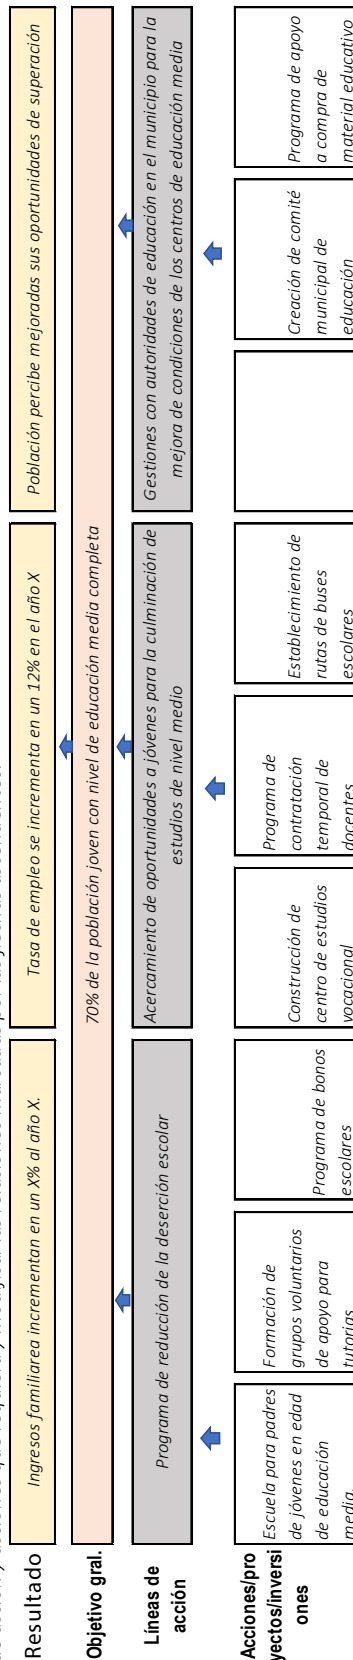 Resultado
Ingresos familiarea incrementan en un X% al año X.
Tasa de empleo se incrementa en un 12% en el año X
Población percibe mejoradas sus oportunidades de superación
Objetivo gral.
70% de la población joven con nivel de educación media completa
Líneas de
acción
Programa de reducción de la deserción escolar
Acercamiento de oportunidades a jóvenes para la culminación de
estudios de nivel medio
Gestiones con autoridades de educación en el municipio para la
mejora de condiciones de los centros de educación media
Acciones/pro
yectos/inversi
ones
Escuela para padres
de jóvenes en edad
de educación
media.
Formación de
grupos voluntarios
de apoyo para
tutorias
Programa de bonos
escolares
Construcción de
centro de estudios
vocacional
Programa de
contratación
temporal de
docentes
Establecimiento de
rutas de buses
escolares
Creación de comité
municipal de
educación
Programa de apoyo
a compra de
material educativo